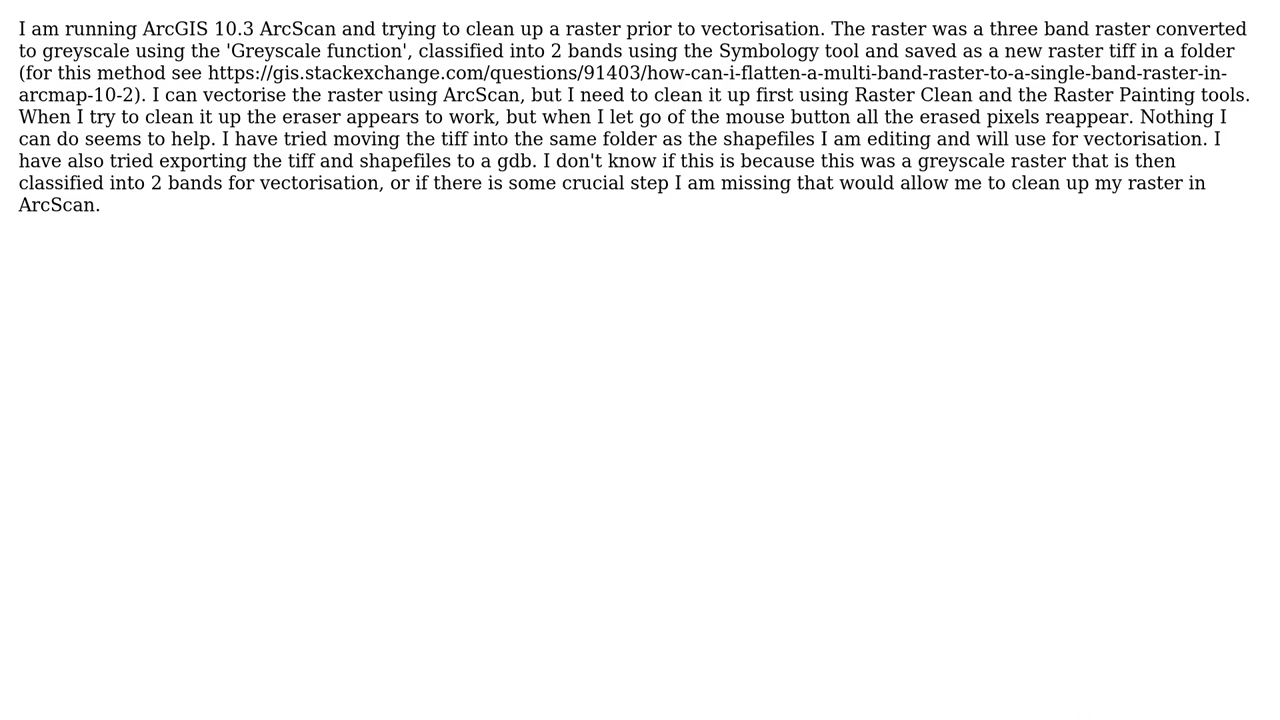 I am running ArcGIS 10.3 ArcScan and trying to clean up a raster prior to vectorisation. The raster was a three band raster converted
to greyscale using the 'Greyscale function', classified into 2 bands using the Symbology tool and saved as a new raster tiff in a folder
(for this method see https://gis.stackexchange.com/questions/91403/how-can-i-flatten-a-multi-band-raster-to-a-single-band-raster-in-
arcmap-10-2). I can vectorise the raster using ArcScan, but I need to clean it up first using Raster Clean and the Raster Painting tools.
When I try to clean it up the eraser appears to work, but when I let go of the mouse button all the erased pixels reappear. Nothing I
can do seems to help. I have tried moving the tiff into the same folder as the shapefiles I am editing and will use for vectorisation. I
have also tried exporting the tiff and shapefiles to a gdb. I don't know if this is because this was a greyscale raster that is then
classified into 2 bands for vectorisation, or if there is some crucial step I am missing that would allow me to clean up my raster in
ArcScan.